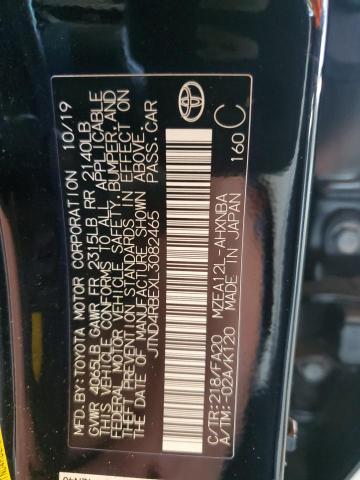 MFD.BY:TOYOTA MOTOR CORPORATION 10/19
GVWR 4065LB GAWR FR 2315LB RR 2140LB
THIS VEHICLE CONFORMS TO ALL APPLICABLE
FEDERAL MOTOR VEHICLE SAFETY,BUMPER, AND
THEFT PREVENTION STANDARDS IN EFFECT ON
THE DATE OF MANUFACTURE SHOWN ABOVE.
JTND4RBEXL3082465 PASS.CAR
C/TR:218/FA20 MZEA12L-AHXNBA
A/TM:-02A/K120 MADE IN JAPAN
160 C